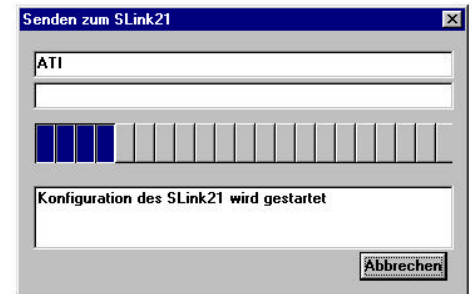 Senden zum SLink21
ATI
Konfiguration des SLink21 wird gestartet
Abbrechen